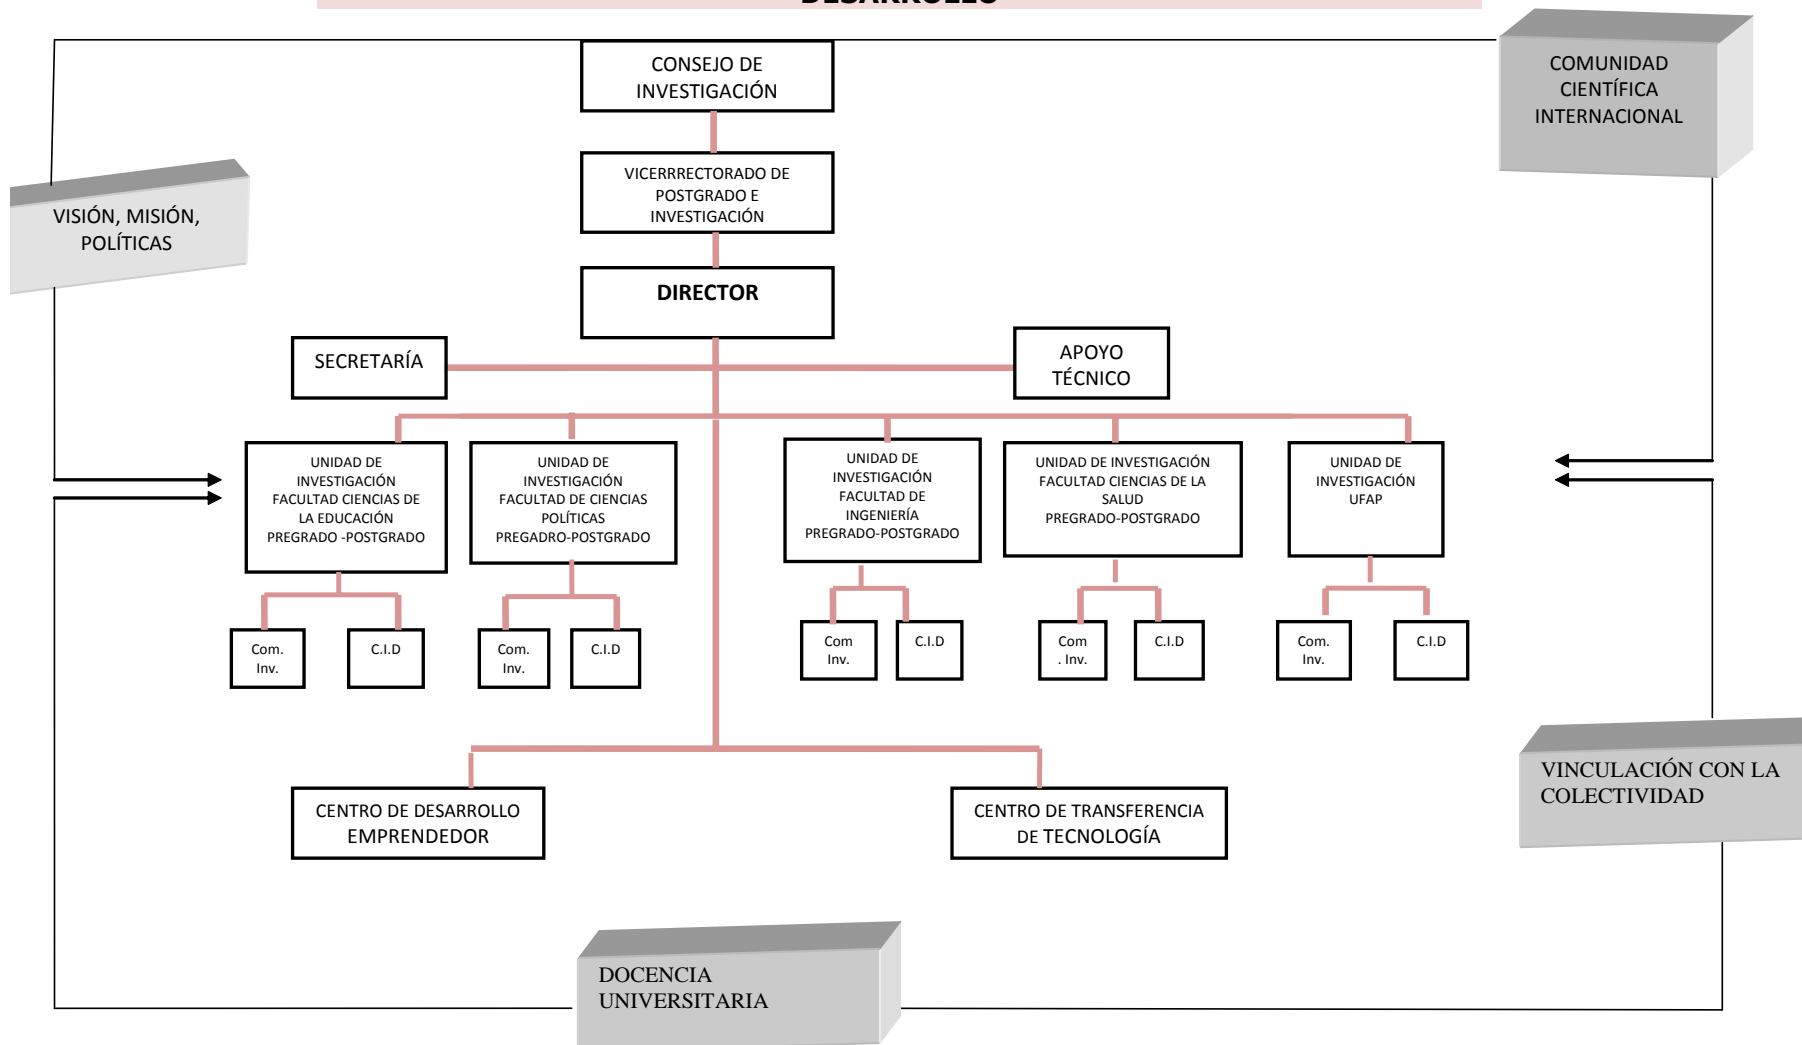 DESARROLLO
CONSEJO DE
INVESTIGACIÓN
COMUNIDAD
CIENTÍFICA
INTERNACIONAL
VICERRRECTORADO DE
POSTGRADO E
INVESTIGACIÓN
VISIÓN, MISIÓN,
POLÍTICAS
DIRECTOR
SECRETARÍA
APOYO
TÉCNICO
UNIDAD DE
INVESTIGACIÓN
FACULTAD CIENCIAS DE
LA EDUCACIÓN
PREGRADO -POSTGRADO
UNIDAD DE
INVESTIGACIÓN
FACULTAD DE CIENCIAS
POLÍTICAS
PREGADRO-POSTGRADO
UNIDAD DE
INVESTIGACIÓN
FACULTAD DE
INGENIERÍA
PREGRADO-POSTGRADO
UNIDAD DE INVESTIGACIÓN
FACULTAD CIENCIAS DE LA
SALUD
PREGRADO-POSTGRADO
UNIDAD DE
INVESTIGACIÓN
UFAP
Com.
Inv.
C.I.D
Com.
Inv.
C.I.D
Com
Inv.
C.I.D
Com
. Inv.
C.I.D
Com.
Inv.
C.I.D
VINCULACIÓN CON LA
COLECTIVIDAD
CENTRO DE DESARROLLO
EMPRENDEDOR
CENTRO DE TRANSFERENCIA
DE TECNOLOGÍA
DOCENCIA
UNIVERSITARIA